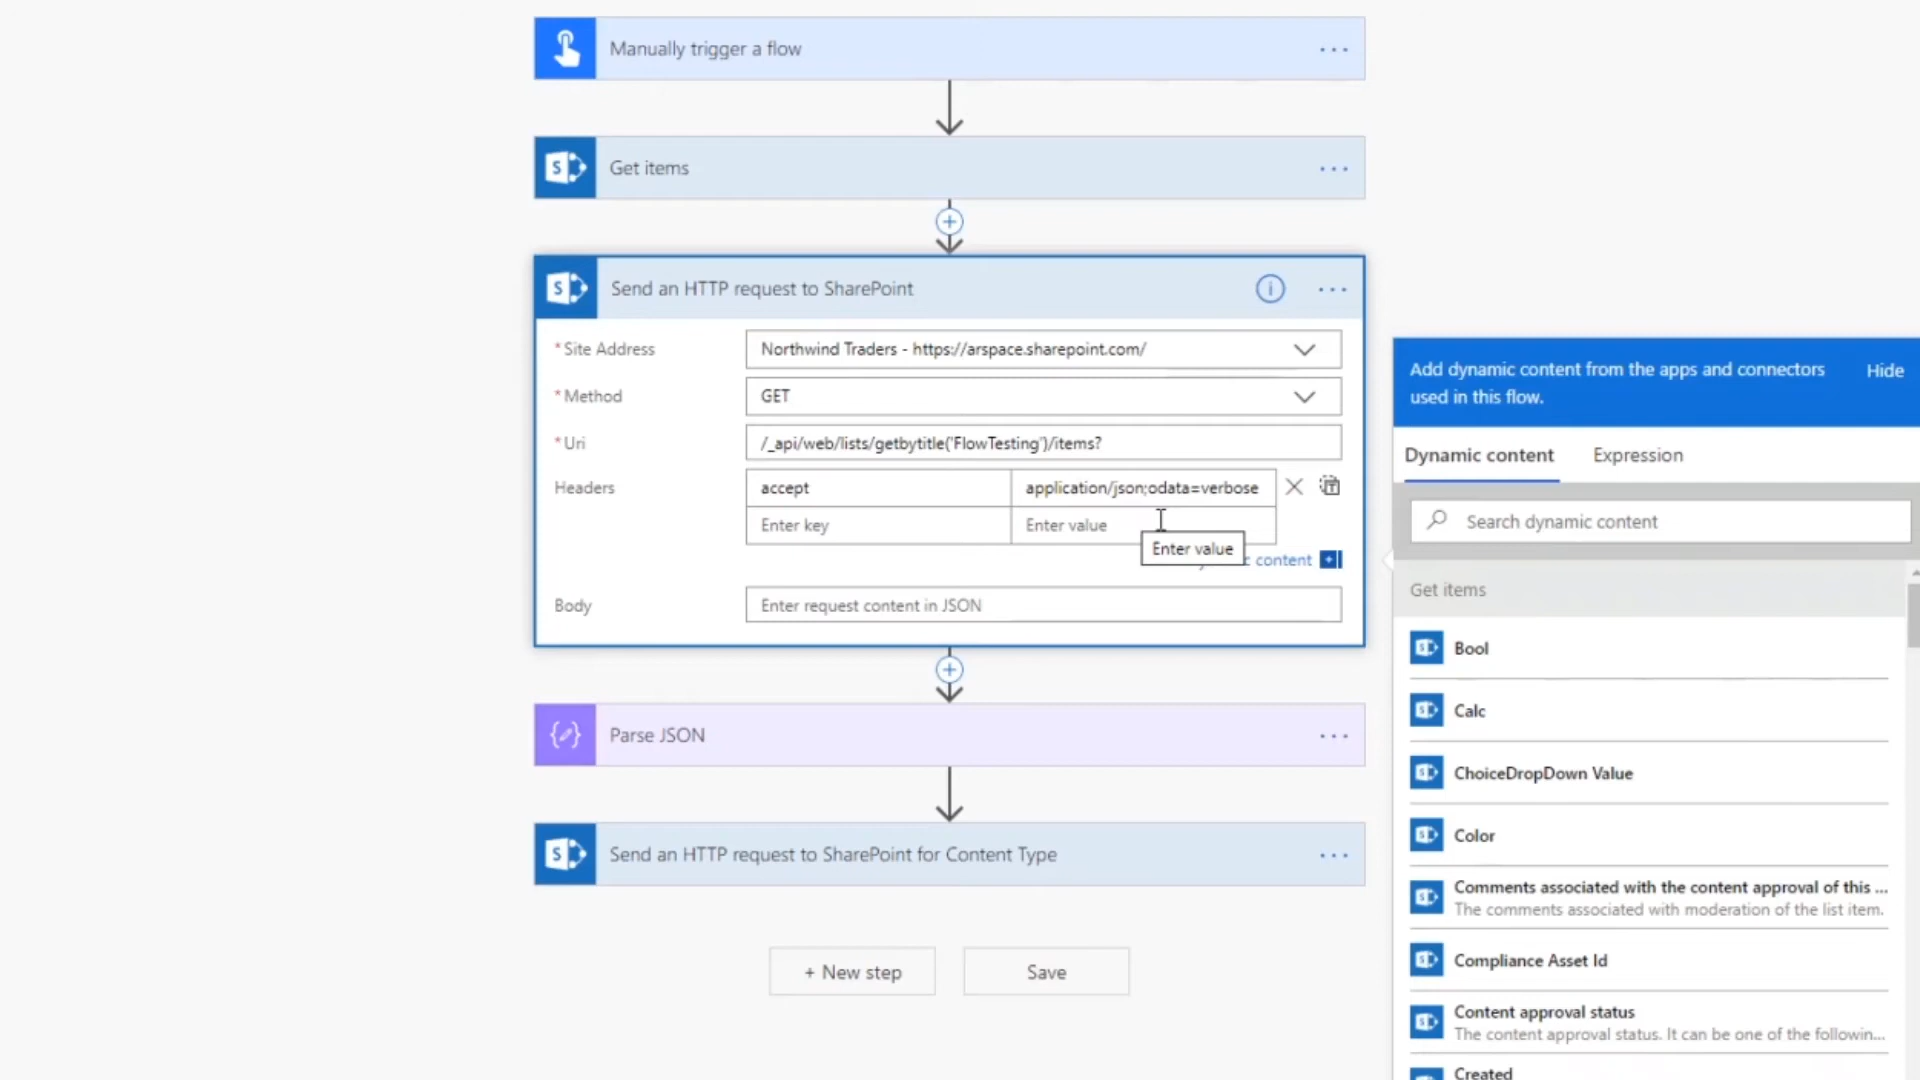 Manually trigger a flow
Get items
Send an HTTP request to SharePoint
* Site Address
Northwind Traders - https://arspace.sharepoint.com/
* Method
GET
* Uri
/_api/web/lists/getbytitle('FlowTesting')/items?
Headers
accept
application/json;odata=verbose
Enter key
Enter value
Enter value
content
Body
Enter request content in JSON
Parse JSON
Send an HTTP request to SharePoint for Content Type
+ New step
Save
Add dynamic content from the apps and connectors
used in this flow.
Hide
Dynamic content
Expression
Search dynamic content
Get items
Bool
Calc
ChoiceDropDown Value
Color
Comments associated with the content approval of this ...
The comments associated with moderation of the list item.
Compliance Asset Id
Content approval status
The content approval status. It can be one of the followin...
Created